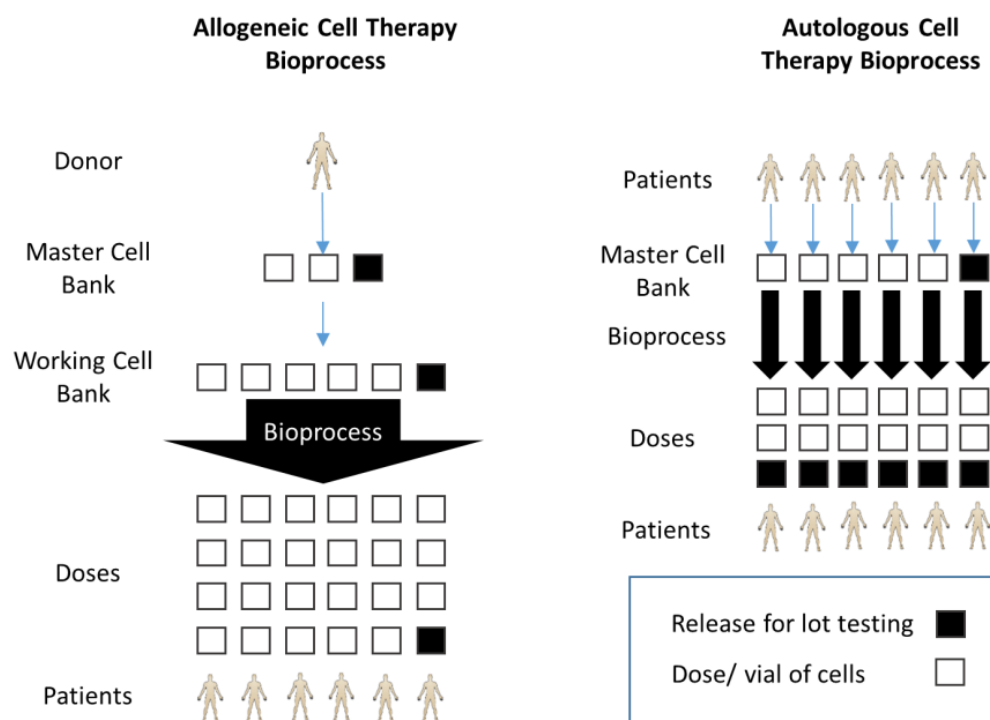 Allogeneic Cell Therapy
Bioprocess
Donor
Master Cell
Bank
Working Cell
Bank
Bioprocess
Doses
Patients
Autologous Cell
Therapy Bioprocess
Patients
Master Cell
Bank
Bioprocess
Doses
Patients
Release for lot testing
Dose/ vial of cells